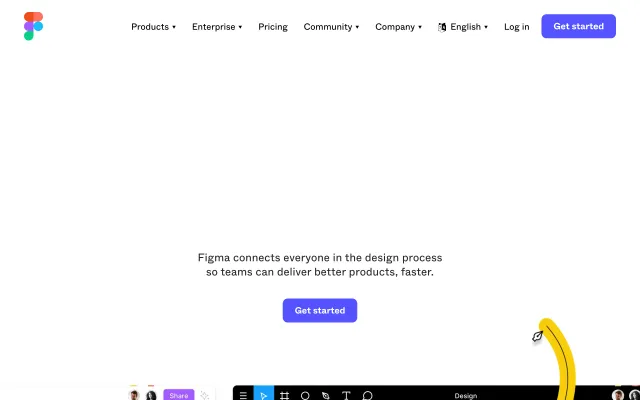 Products
Enterprise
Pricing
Community
Company
English
Log in
Get started
Figma connects everyone in the design process
so teams can deliver better products, faster.
Get started
Share
Design